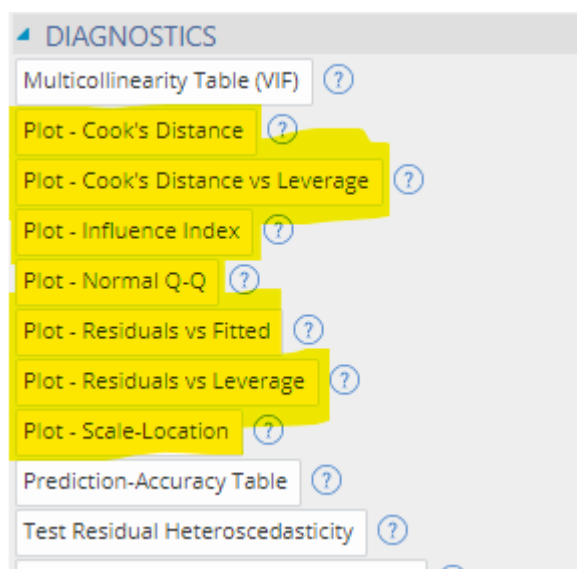 DIAGNOSTICS
Multicollinearity Table (VIF) ?
Plot - Cook's Distance ?
Plot - Cook's Distance vs Leverage ?
Plot - Influence Index ?
Plot - Normal Q-Q ?
Plot - Residuals vs Fitted ?
Plot - Residuals vs Leverage ?
Plot - Scale-Location ?
Prediction-Accuracy Table ?
Test Residual Heteroscedasticity ?